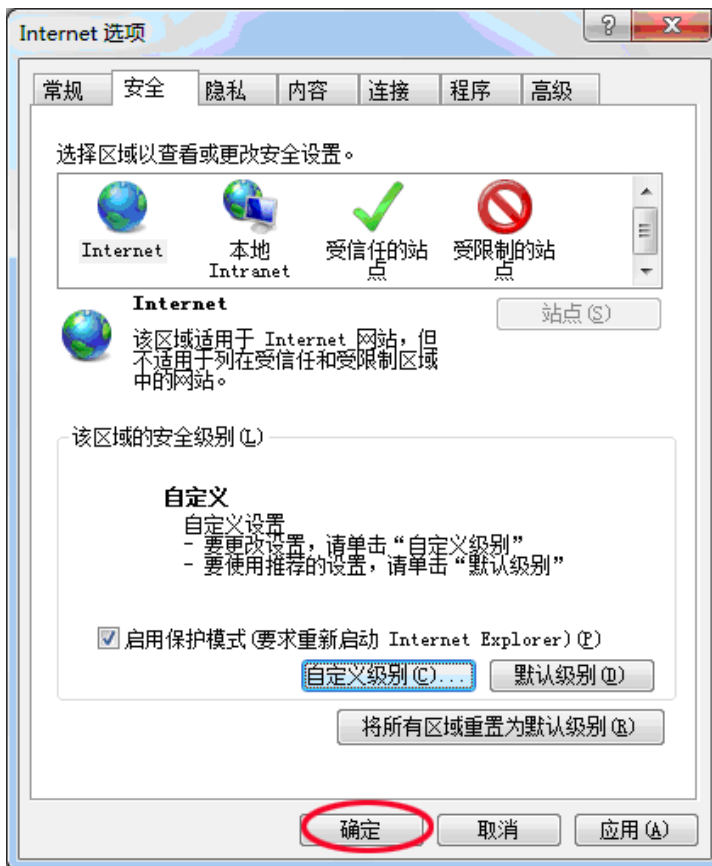 Internet 选项
常规 安全 隐私 内容 连接 程序 高级
选择区域以查看或更改安全设置。
Internet 本地 Intranet 受信任的站点 受限制的站点
Internet
站点(S)
该区域适用于 Internet 网站，但
不适用于列在受信任和受限制区域
中的网站。
该区域的安全级别(L)
自定义
自定义设置
- 要更改设置，请单击“自定义级别”
- 要使用推荐的设置，请单击“默认级别”
启用保护模式(要求重新启动 Internet Explorer)(P)
自定义级别(C)... 默认级别(D)
将所有区域重置为默认级别(R)
确定 取消 应用(A)